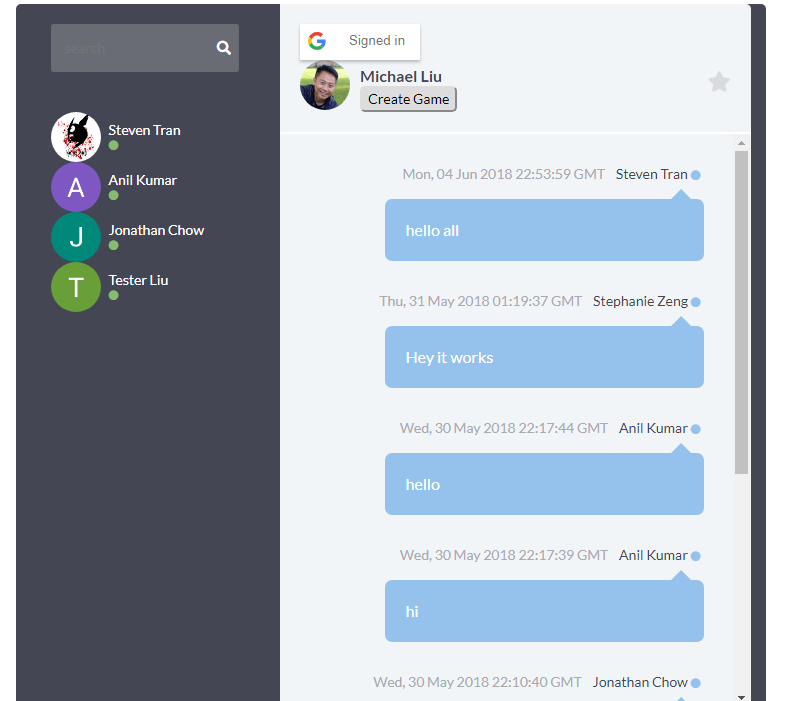 search
Steven Tran
A
Anil Kumar
J
Jonathan Chow
T
Tester Liu
Signed in
Michael Liu
Create Game
Mon, 04 Jun 2018 22:53:59 GMT Steven Tran
hello all
Thu, 31 May 2018 01:19:37 GMT Stephanie Zeng
Hey it works
Wed, 30 May 2018 22:17:44 GMT Anil Kumar
hello
Wed, 30 May 2018 22:17:39 GMT Anil Kumar
hi
Wed, 30 May 2018 22:10:40 GMT Jonathan Chow